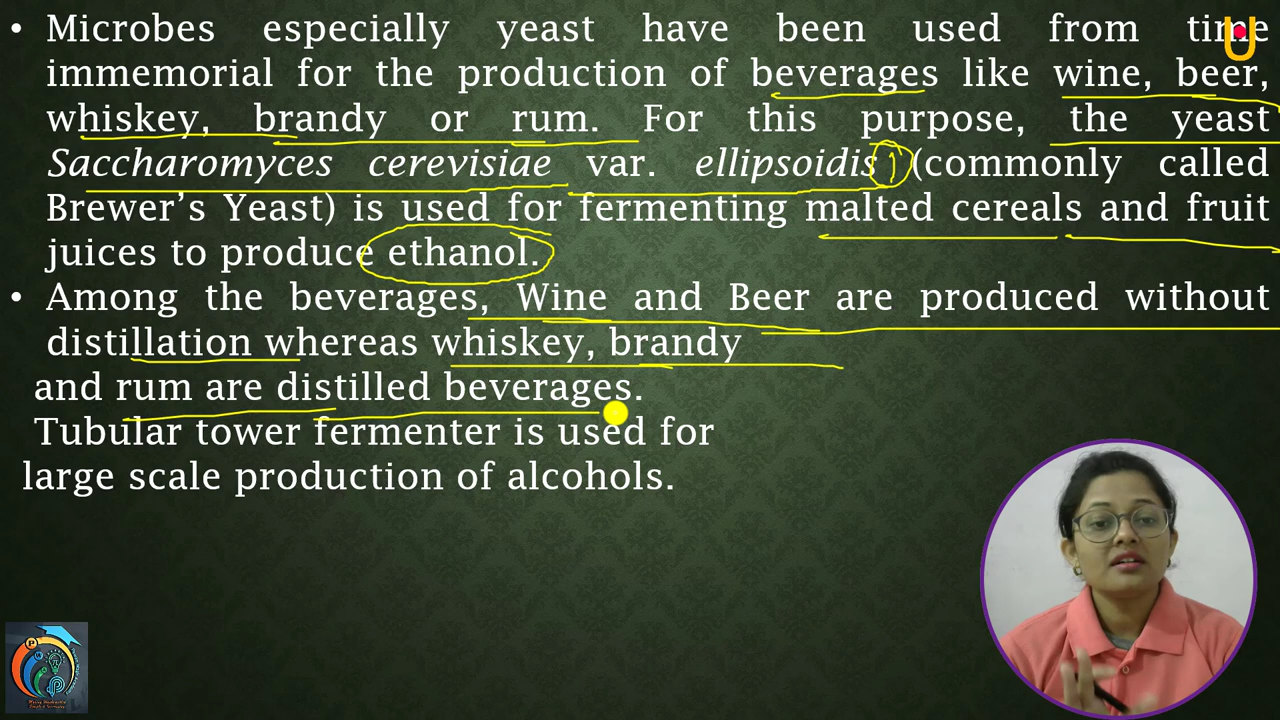 • Microbes especially yeast have been used from time
immemorial for the production of beverages like wine, beer,
whiskey, brandy or rum. For this purpose, the yeast
Saccharomyces cerevisiae var. ellipsoidis (commonly called
Brewer's Yeast) is used for fermenting malted cereals and fruit
juices to produce ethanol.
• Among the beverages, Wine and Beer are produced without
distillation whereas whiskey, brandy
and rum are distilled beverages.
Tubular tower fermenter is used for
large scale production of alcohols.
U